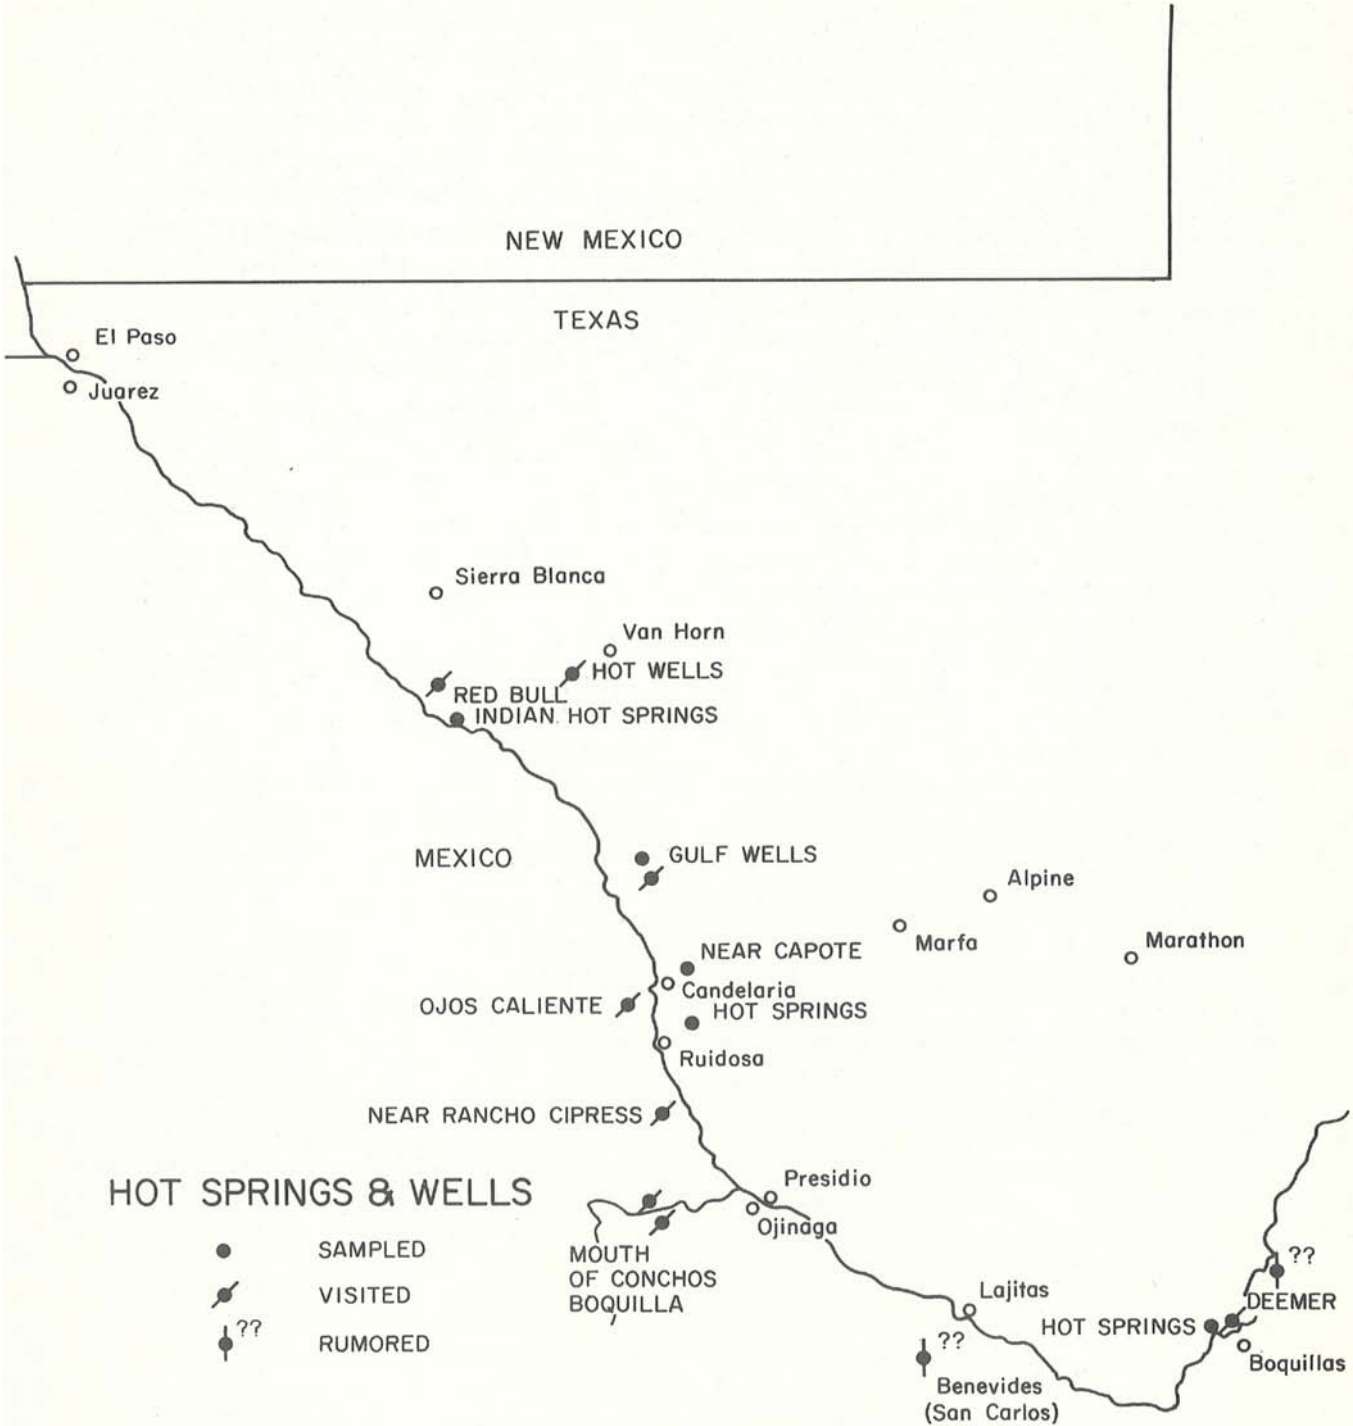 NEW MEXICO
TEXAS
El Paso
Juarez
Sierra Blanca
Van Horn
HOT WELLS
RED BULL
INDIAN HOT SPRINGS
MEXICO
GULF WELLS
Alpine
Marfa
Marathon
NEAR CAPOTE
Candelaria
OJOS CALIENTE
HOT SPRINGS
Ruidosa
NEAR RANCHO CIPRESS
Presidio
Ojinaga
HOT SPRINGS & WELLS
SAMPLED
VISITED
??
RUMORED
MOUTH
OF CONCHOS
BOQUILLA
Lajitas
??
DEEMER
HOT SPRINGS
Boquillas
??
Benevides
(San Carlos)